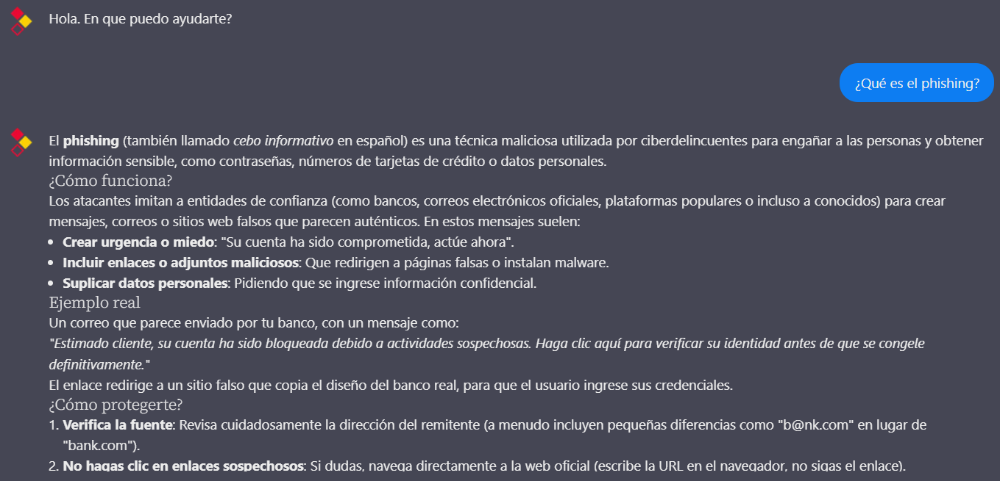 Hola. En que puedo ayudarte?
¿Qué es el phishing?
El phishing (también llamado cebo informativo en español) es una técnica maliciosa utilizada por ciberdelincuentes para engañar a las personas y obtener
información sensible, como contraseñas, números de tarjetas de crédito o datos personales.
¿Cómo funciona?
Los atacantes imitan a entidades de confianza (como bancos, correos electrónicos oficiales, plataformas populares o incluso a conocidos) para crear
mensajes, correos o sitios web falsos que parecen auténticos. En estos mensajes suelen:
• Crear urgencia o miedo: "Su cuenta ha sido comprometida, actúe ahora".
• Incluir enlaces o adjuntos maliciosos: Que redirigen a páginas falsas o instalan malware.
• Suplicar datos personales: Pidiendo que se ingrese información confidencial.
Ejemplo real
Un correo que parece enviado por tu banco, con un mensaje como:
"Estimado cliente, su cuenta ha sido bloqueada debido a actividades sospechosas. Haga clic aquí para verificar su identidad antes de que se congele
definitivamente."
El enlace redirige a un sitio falso que copia el diseño del banco real, para que el usuario ingrese sus credenciales.
¿Cómo protegerte?
1. Verifica la fuente: Revisa cuidadosamente la dirección del remitente (a menudo incluyen pequeñas diferencias como "b@nk.com" en lugar de
"bank.com").
2. No hagas clic en enlaces sospechosos: Si dudas, navega directamente a la web oficial (escribe la URL en el navegador, no sigas el enlace).